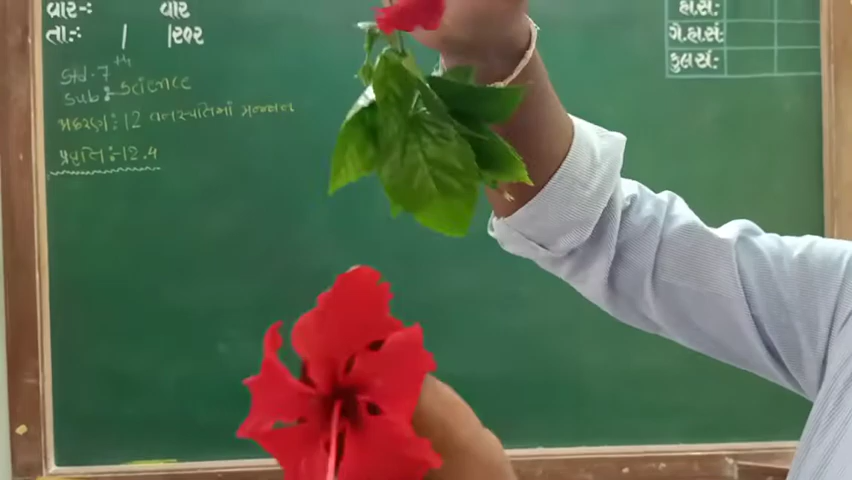 વાર:- વાર
તા.:- / /૨૦૨
Std-7th
Sub:- Science
પ્રકરણ:12 વનસ્પતિમાં પ્રજનન
પ્રવૃતિ:-12.4
રા.હાસં.
ગે.હાસં
કુલસં.